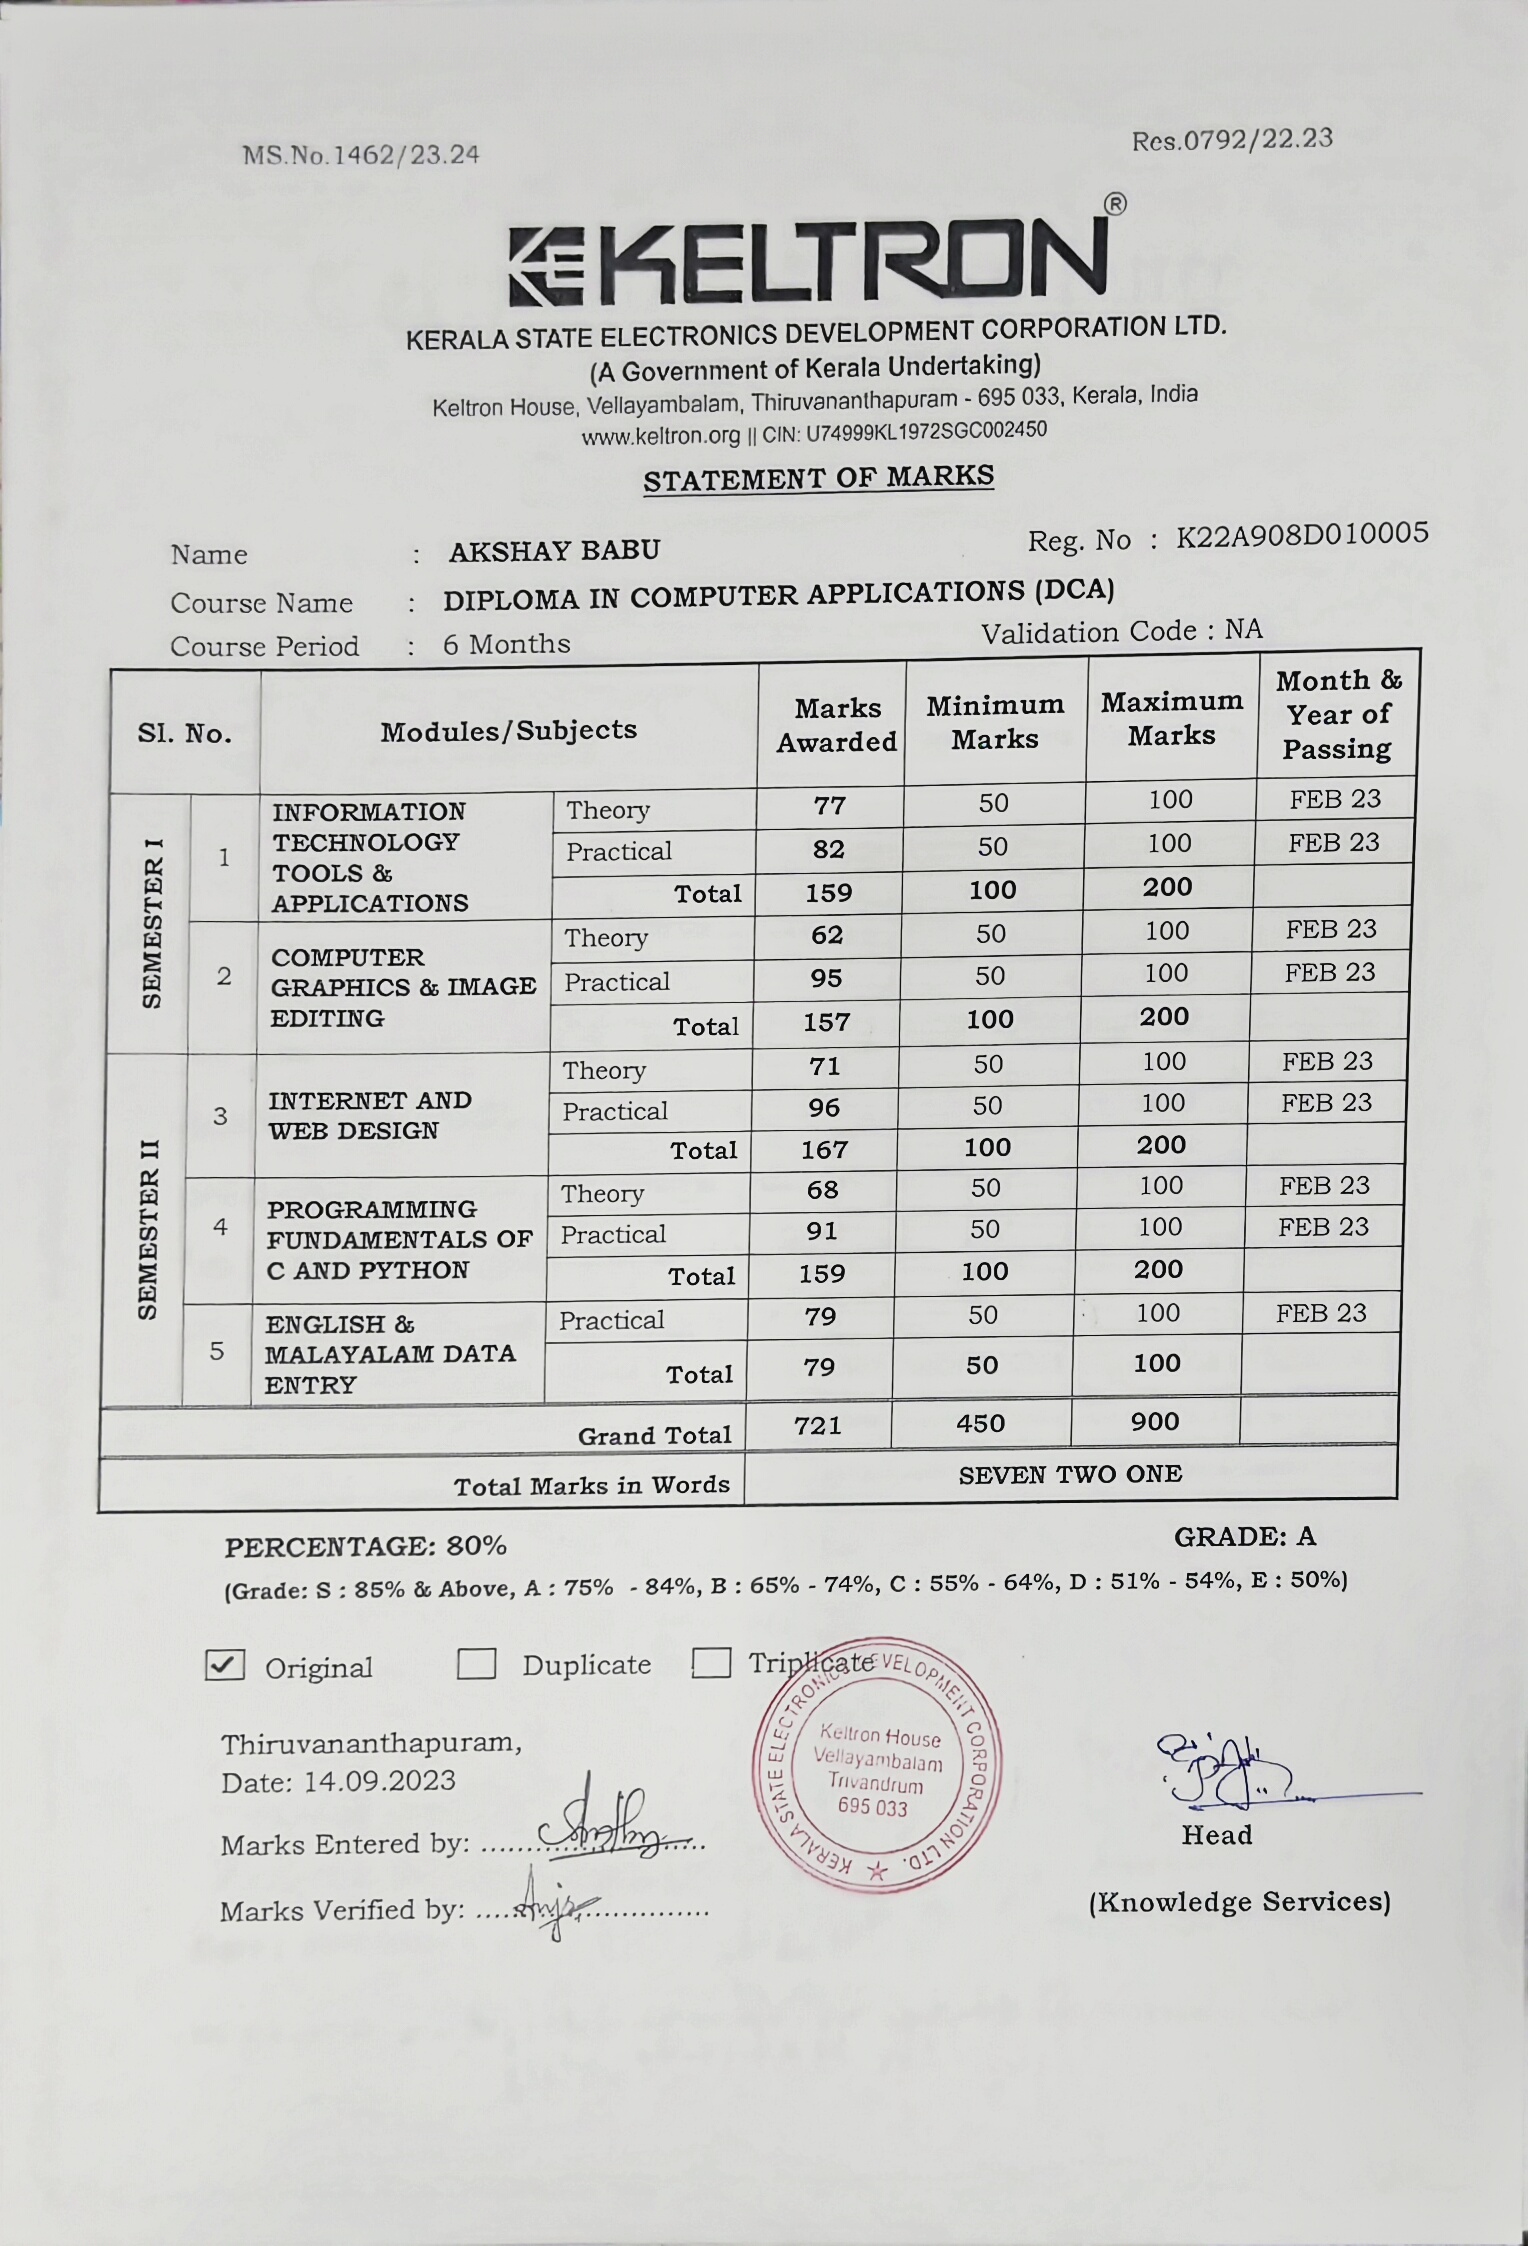 MS.No.1462/23.24
Res.0792/22.23
KELTRON®
KERALA STATE ELECTRONICS DEVELOPMENT CORPORATION LTD.
(A Government of Kerala Undertaking)
Keltron House, Vellayambalam, Thiruvananthapuram - 695 033, Kerala, India
www.keltron.org || CIN: U74999KL1972SGC002450
STATEMENT OF MARKS
Name : AKSHAY BABU Reg. No : K22A908D010005
Course Name : DIPLOMA IN COMPUTER APPLICATIONS (DCA)
Course Period : 6 Months Validation Code : NA
Sl. No. Modules/Subjects Marks Awarded Minimum Marks Maximum Marks Month & Year of Passing
SEMESTER I
1 INFORMATION TECHNOLOGY TOOLS & APPLICATIONS
Theory 77 50 100 FEB 23
Practical 82 50 100 FEB 23
Total 159 100 200
2 COMPUTER GRAPHICS & IMAGE EDITING
Theory 62 50 100 FEB 23
Practical 95 50 100 FEB 23
Total 157 100 200
SEMESTER II
3 INTERNET AND WEB DESIGN
Theory 71 50 100 FEB 23
Practical 96 50 100 FEB 23
Total 167 100 200
4 PROGRAMMING FUNDAMENTALS OF C AND PYTHON
Theory 68 50 100 FEB 23
Practical 91 50 100 FEB 23
Total 159 100 200
5 ENGLISH & MALAYALAM DATA ENTRY
Practical 79 50 100 FEB 23
Total 79 50 100
Grand Total 721 450 900
Total Marks in Words SEVEN TWO ONE
PERCENTAGE: 80% GRADE: A
(Grade: S : 85% & Above, A : 75% - 84%, B : 65% - 74%, C : 55% - 64%, D : 51% - 54%, E : 50%)
✓ Original Duplicate Triplicate
KERALA STATE ELECTRONICS DEVELOPMENT CORPORATION LTD.
Keltron House
Vellayambalam
Trivandrum
695 033
Thiruvananthapuram,
Date: 14.09.2023
Marks Entered by:
Head
Marks Verified by:
(Knowledge Services)